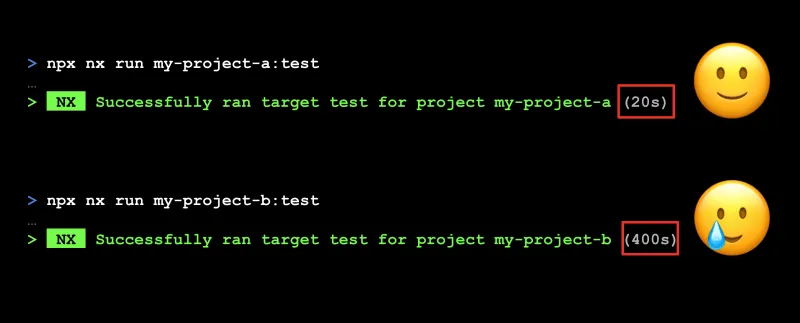 > npx nx run my-project-a:test
...
> NX Successfully ran target test for project my-project-a (20s)
> npx nx run my-project-b:test
...
> NX Successfully ran target test for project my-project-b (400s)